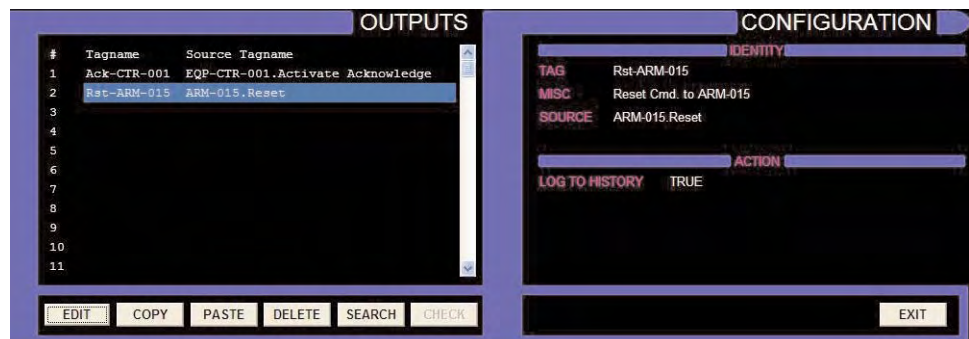 OUTPUTS
# Tagname Source Tagname
1 Ack-CTR-001 EQP-CTR-001.Activate Acknowledge
2 Rst-ARM-015 ARM-015.Reset
3
4
5
6
7
8
9
10
11
EDIT COPY PASTE DELETE SEARCH CHECK
CONFIGURATION
IDENTITY
TAG Rst-ARM-015
MISC Reset Cmd. to ARM-015
SOURCE ARM-015.Reset
ACTION
LOG TO HISTORY TRUE
EXIT